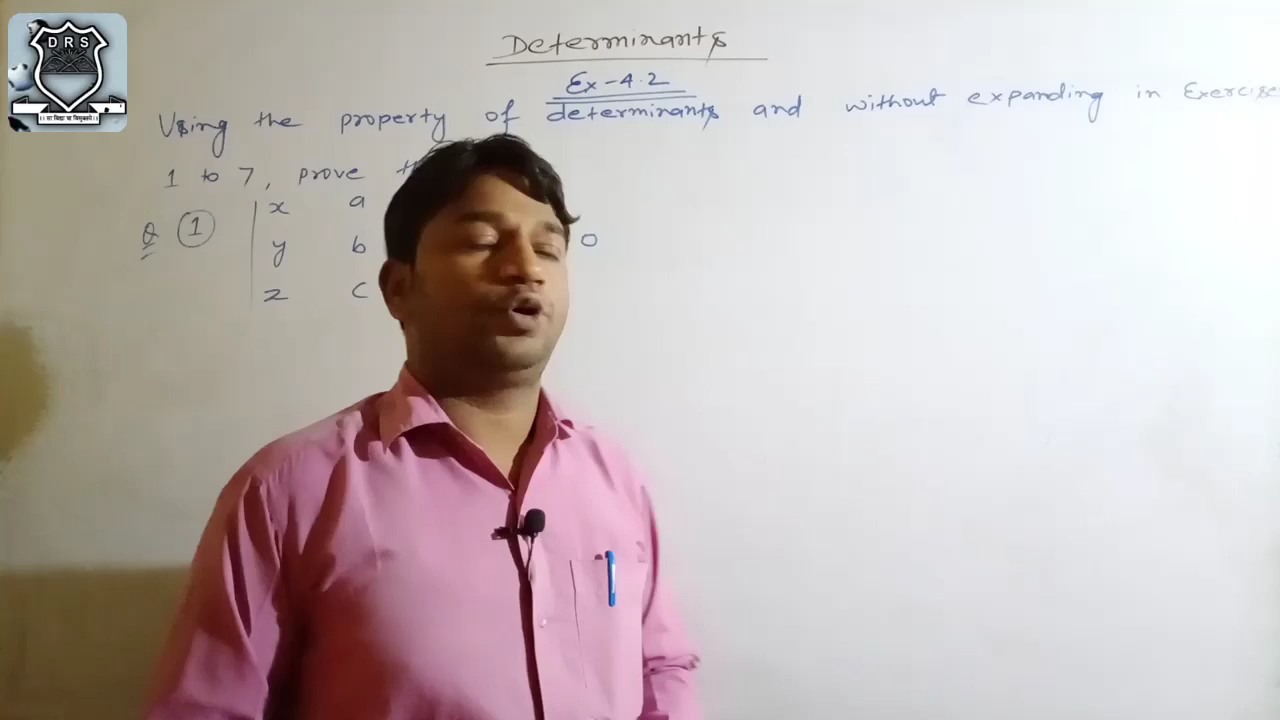 DRS
|| सा विद्या या विमुक्तये ||
Determinants
Ex-4.2
Using the property of determinants and without expanding in Exercise
1 to 7, prove
Q 1 x a
y b 0
z c